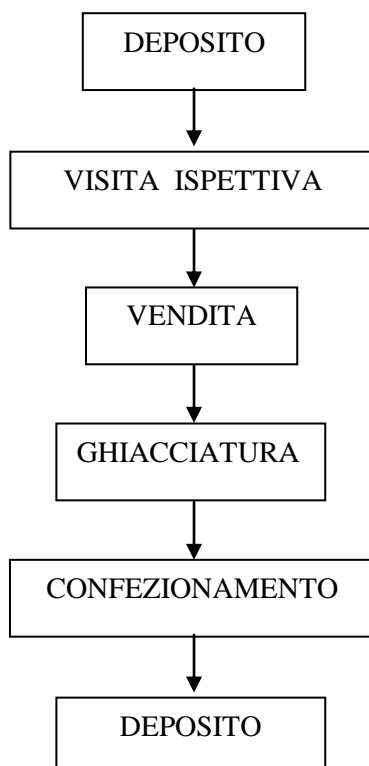 DEPOSITO
VISITA ISPETTIVA
VENDITA
GHIACCIATURA
CONFEZIONAMENTO
DEPOSITO